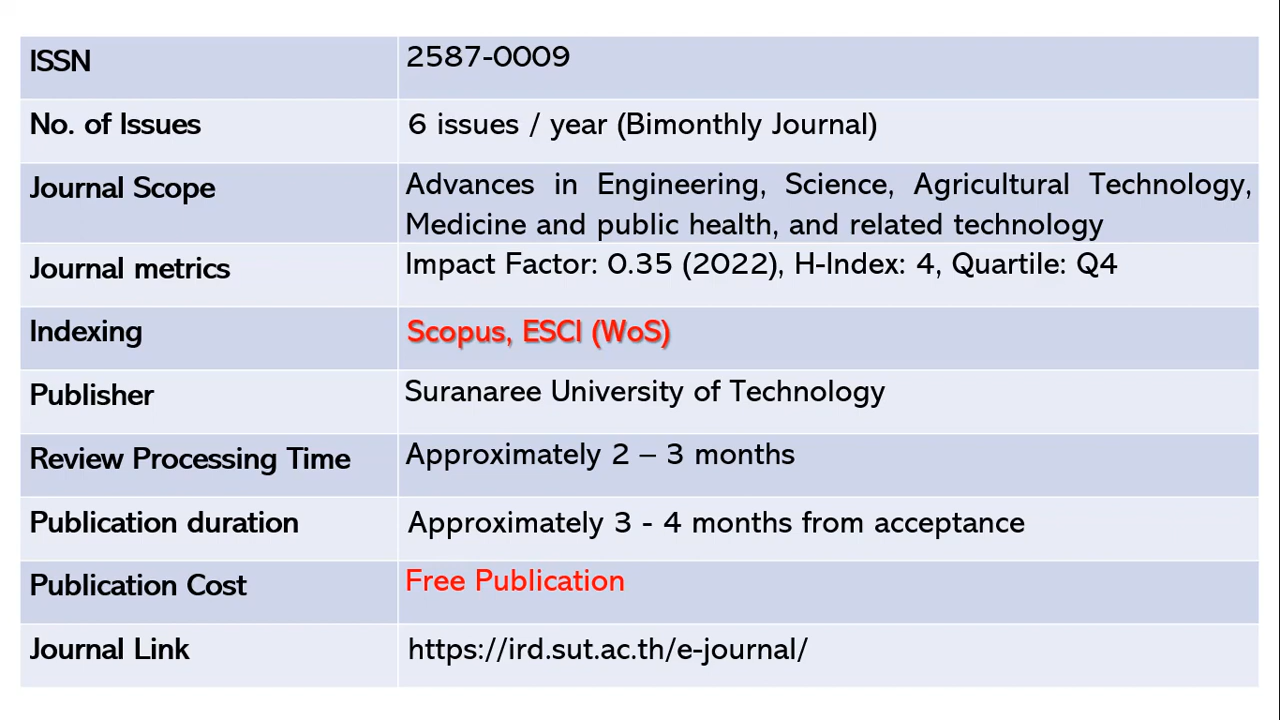 ISSN
2587-0009
No. of Issues
6 issues / year (Bimonthly Journal)
Journal Scope
Advances in Engineering, Science, Agricultural Technology,
Medicine and public health, and related technology
Journal metrics
Impact Factor: 0.35 (2022), H-Index: 4, Quartile: Q4
Indexing
Scopus, ESCI (WoS)
Publisher
Suranaree University of Technology
Review Processing Time
Approximately 2 – 3 months
Publication duration
Approximately 3 - 4 months from acceptance
Publication Cost
Free Publication
Journal Link
https://ird.sut.ac.th/e-journal/